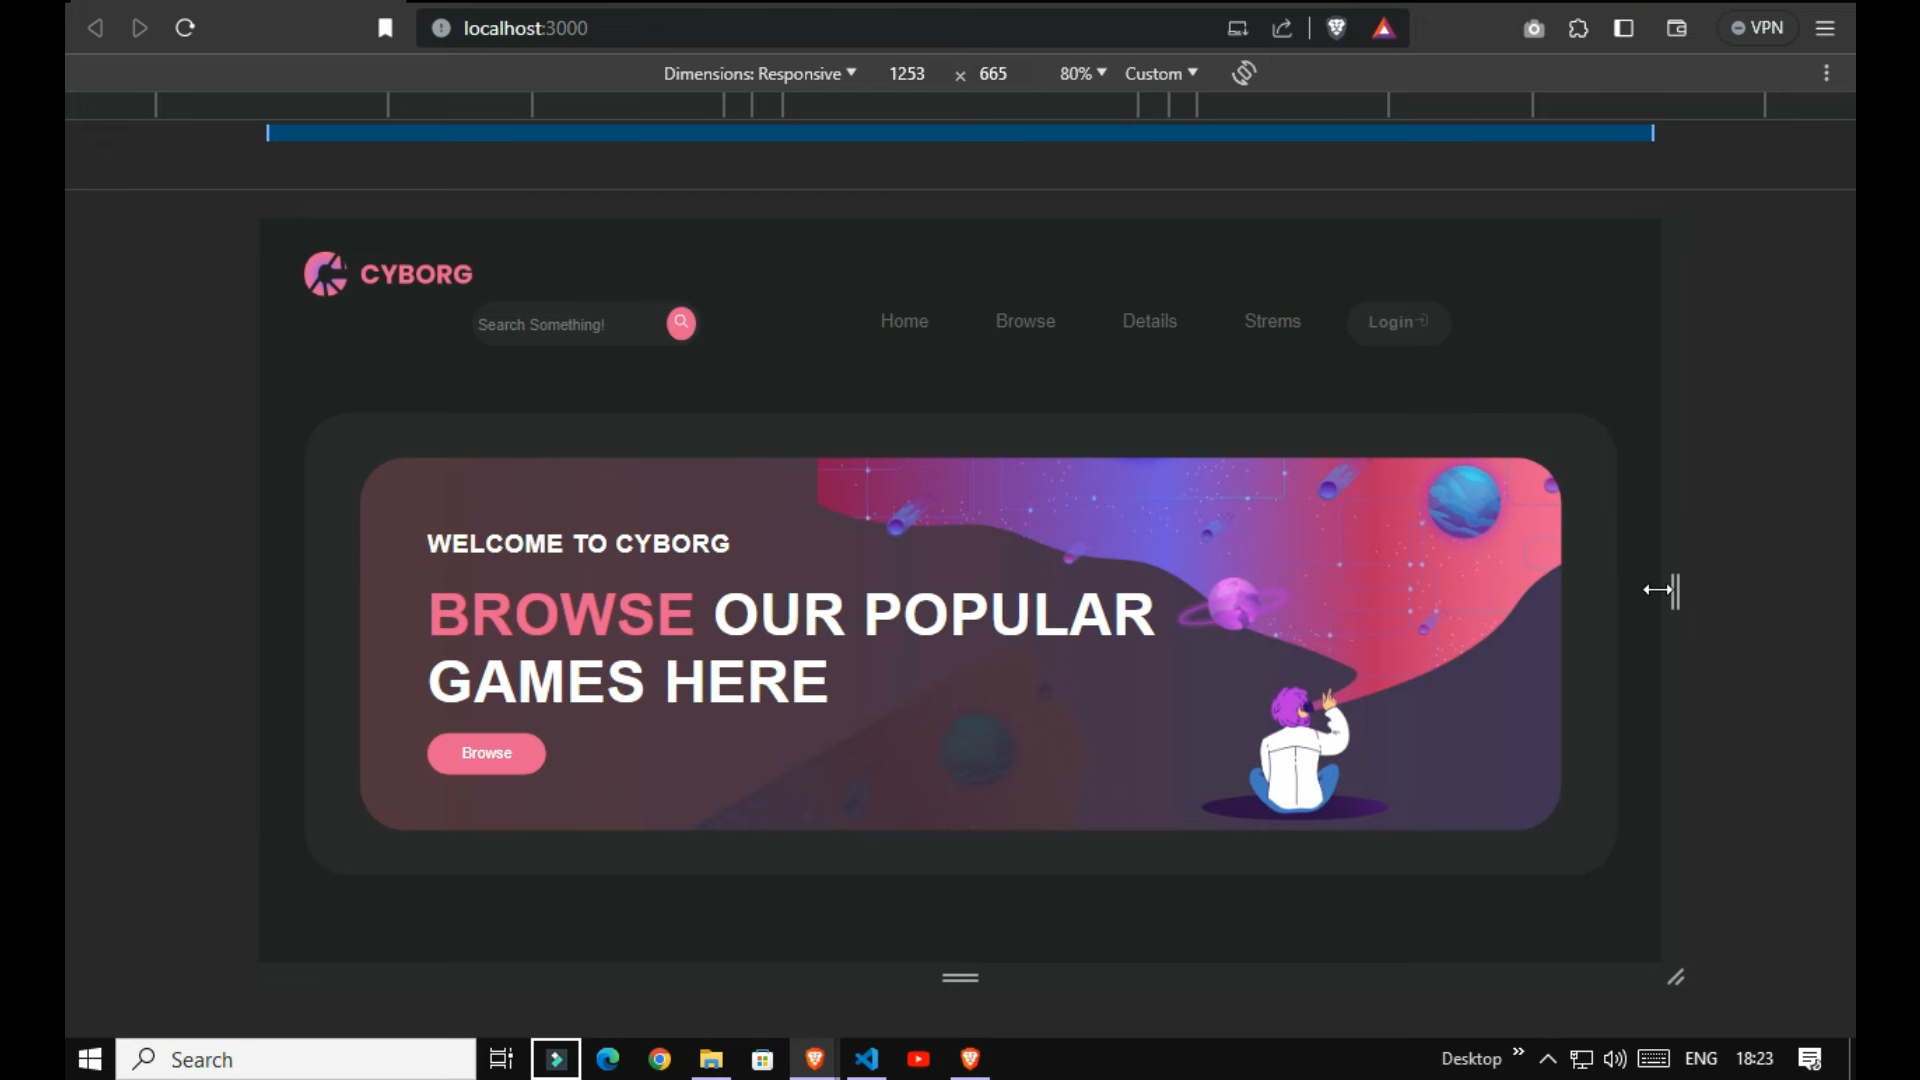 localhost:3000
VPN
Dimensions: Responsive 1253 × 665 80% Custom
CYBORG
Search Something!
Home Browse Details Strems Login
WELCOME TO CYBORG
BROWSE OUR POPULAR
GAMES HERE
Browse
Search
Desktop
ENG
18:23